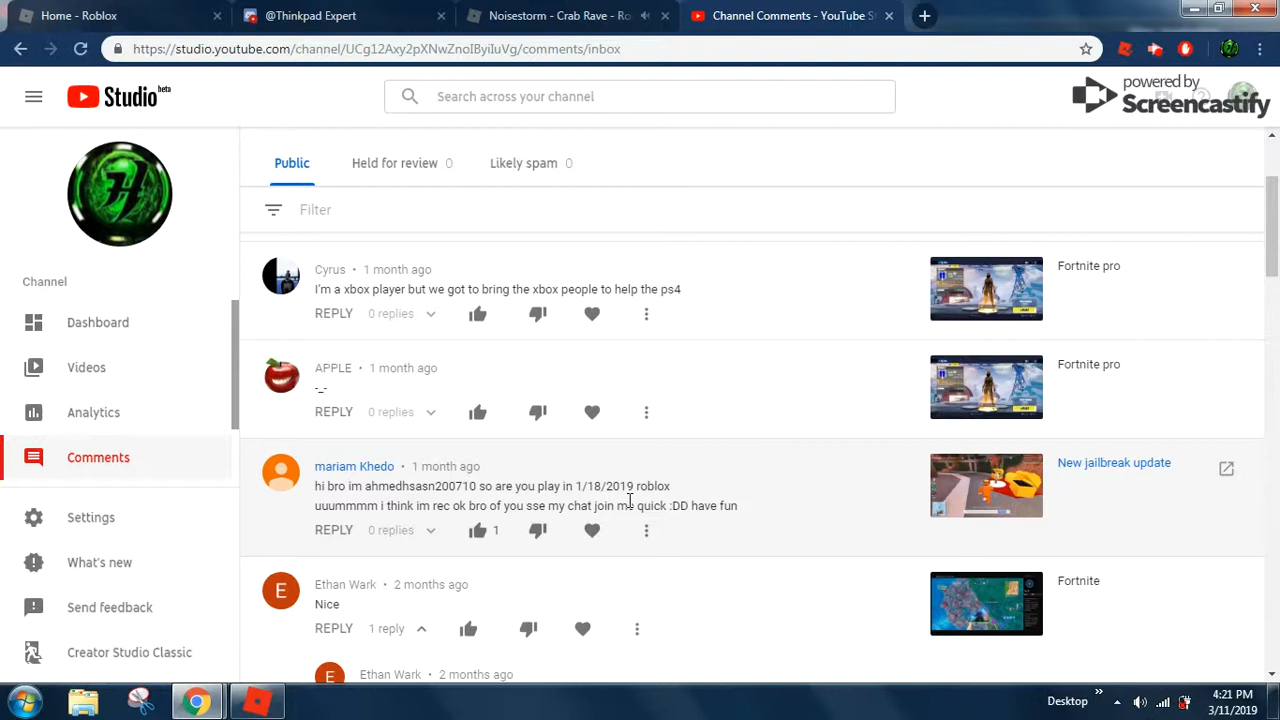 Home - Roblox
@Thinkpad Expert
Noisestorm - Crab Rave - Ro
Channel Comments - YouTube S
https://studio.youtube.com/channel/UCg12Axy2pXNwZnoIByiIuVg/comments/inbox
Studio beta
Search across your channel
powered by
Screencastify
Public
Held for review 0
Likely spam 0
Filter
Channel
Dashboard
Videos
Analytics
Comments
Settings
What's new
Send feedback
Creator Studio Classic
Cyrus • 1 month ago
I'm a xbox player but we got to bring the xbox people to help the ps4
REPLY 0 replies
Fortnite pro
APPLE • 1 month ago
-_-
REPLY 0 replies
Fortnite pro
mariam Khedo • 1 month ago
hi bro im ahmedhsasn200710 so are you play in 1/18/2019 roblox
uuummmm i think im rec ok bro of you sse my chat join me quick :DD have fun
REPLY 0 replies 1
New jailbreak update
E
Ethan Wark • 2 months ago
Nice
REPLY 1 reply
Fortnite
E
Ethan Wark • 2 months ago
Desktop
4:21 PM
3/11/2019